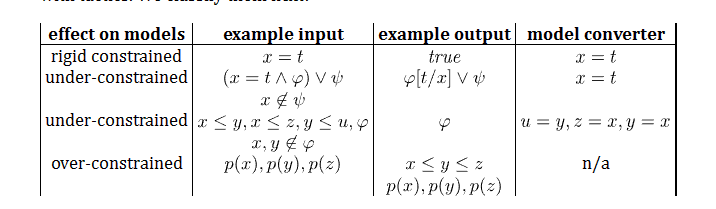 effect on models example input example output model converter
rigid constrained x = t true x = t
under-constrained (x = t ∧ φ) ∨ ψ φ[t/x] ∨ ψ x = t
x ∉ ψ
under-constrained x ≤ y, x ≤ z, y ≤ u, φ φ u = y, z = x, y = x
x, y ∉ φ
over-constrained p(x), p(y), p(z) x ≤ y ≤ z n/a
p(x), p(y), p(z)